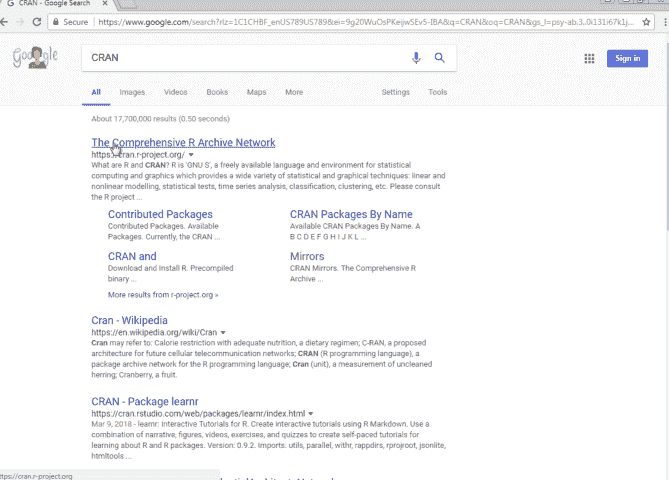 CRAN - Google Search
Secure https://www.google.com/search?rlz=1C1CHBF_enUS789US789&ei=9g20WuOsPKeijwSEv5-IBA&q=CRAN&oq=CRAN&gs_l=psy-ab.3..0i131i67k1j...
Google CRAN Sign in
All Images Videos Books Maps More Settings Tools
About 17,700,000 results (0.50 seconds)
The Comprehensive R Archive Network
https://cran.r-project.org/
What are R and CRAN? R is 'GNU S', a freely available language and environment for statistical
computing and graphics which provides a wide variety of statistical and graphical techniques: linear and
nonlinear modelling, statistical tests, time series analysis, classification, clustering, etc. Please consult
the R project ...
Contributed Packages CRAN Packages By Name
Contributed Packages. Available Available CRAN Packages By Name. A
Packages. Currently, the CRAN ... B C D E F G H I J K L ...
CRAN and Mirrors
Download and Install R. Precompiled CRAN Mirrors. The Comprehensive R
binary ... Archive ...
More results from r-project.org »
Cran - Wikipedia
https://en.wikipedia.org/wiki/Cran
Cran may refer to: Calorie restriction with adequate nutrition, a dietary regimen; C-RAN, a proposed
architecture for future cellular telecommunication networks; CRAN (R programming language), a
package archive network for the R programming language; Cran (unit), a measurement of uncleaned
herring; Cranberry, a fruit.
CRAN - Package learnr
https://cran.rstudio.com/web/packages/learnr/index.html
Mar 9, 2018 - learnr: Interactive Tutorials for R. Create interactive tutorials using R Markdown. Use a
combination of narrative, figures, videos, exercises, and quizzes to create self-paced tutorials for
learning about R and R packages. Version: 0.9.2. Imports: utils, parallel, withr, rappdirs, rprojroot, jsonlite,
htmltools ...
ttps://cran.r-project.org